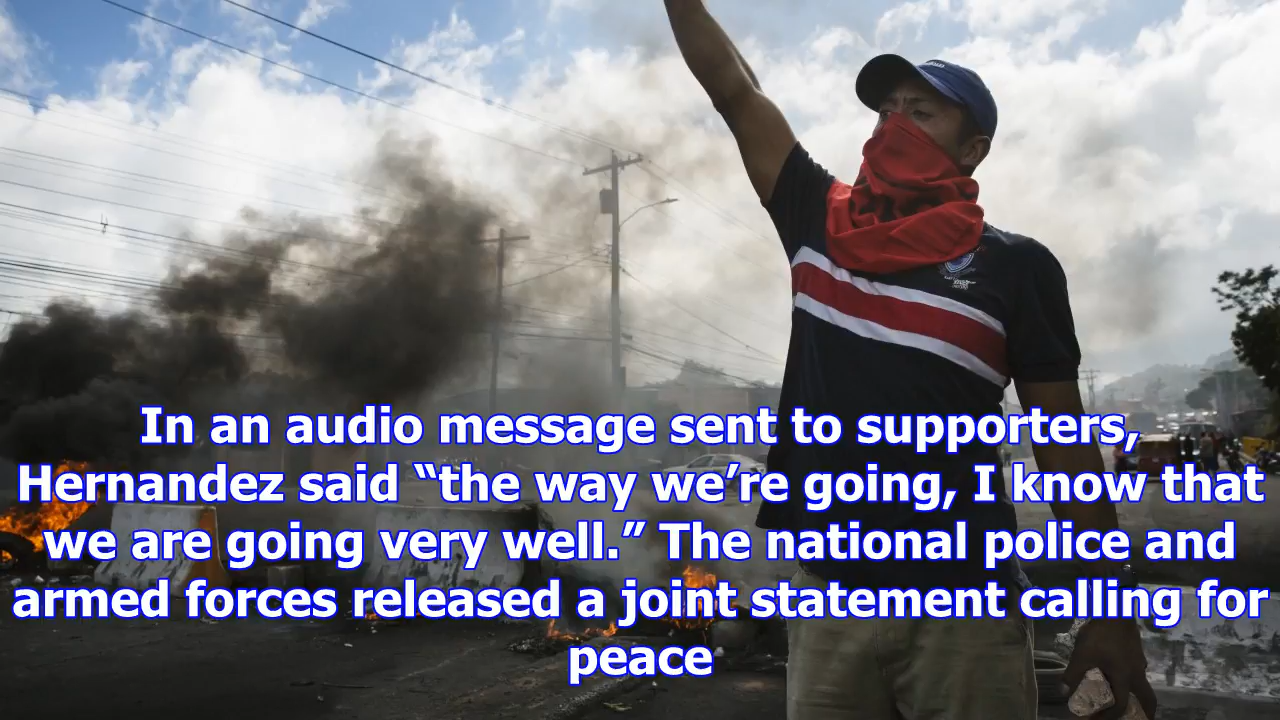 In an audio message sent to supporters,
Hernandez said “the way we’re going, I know that
we are going very well.” The national police and
armed forces released a joint statement calling for
peace